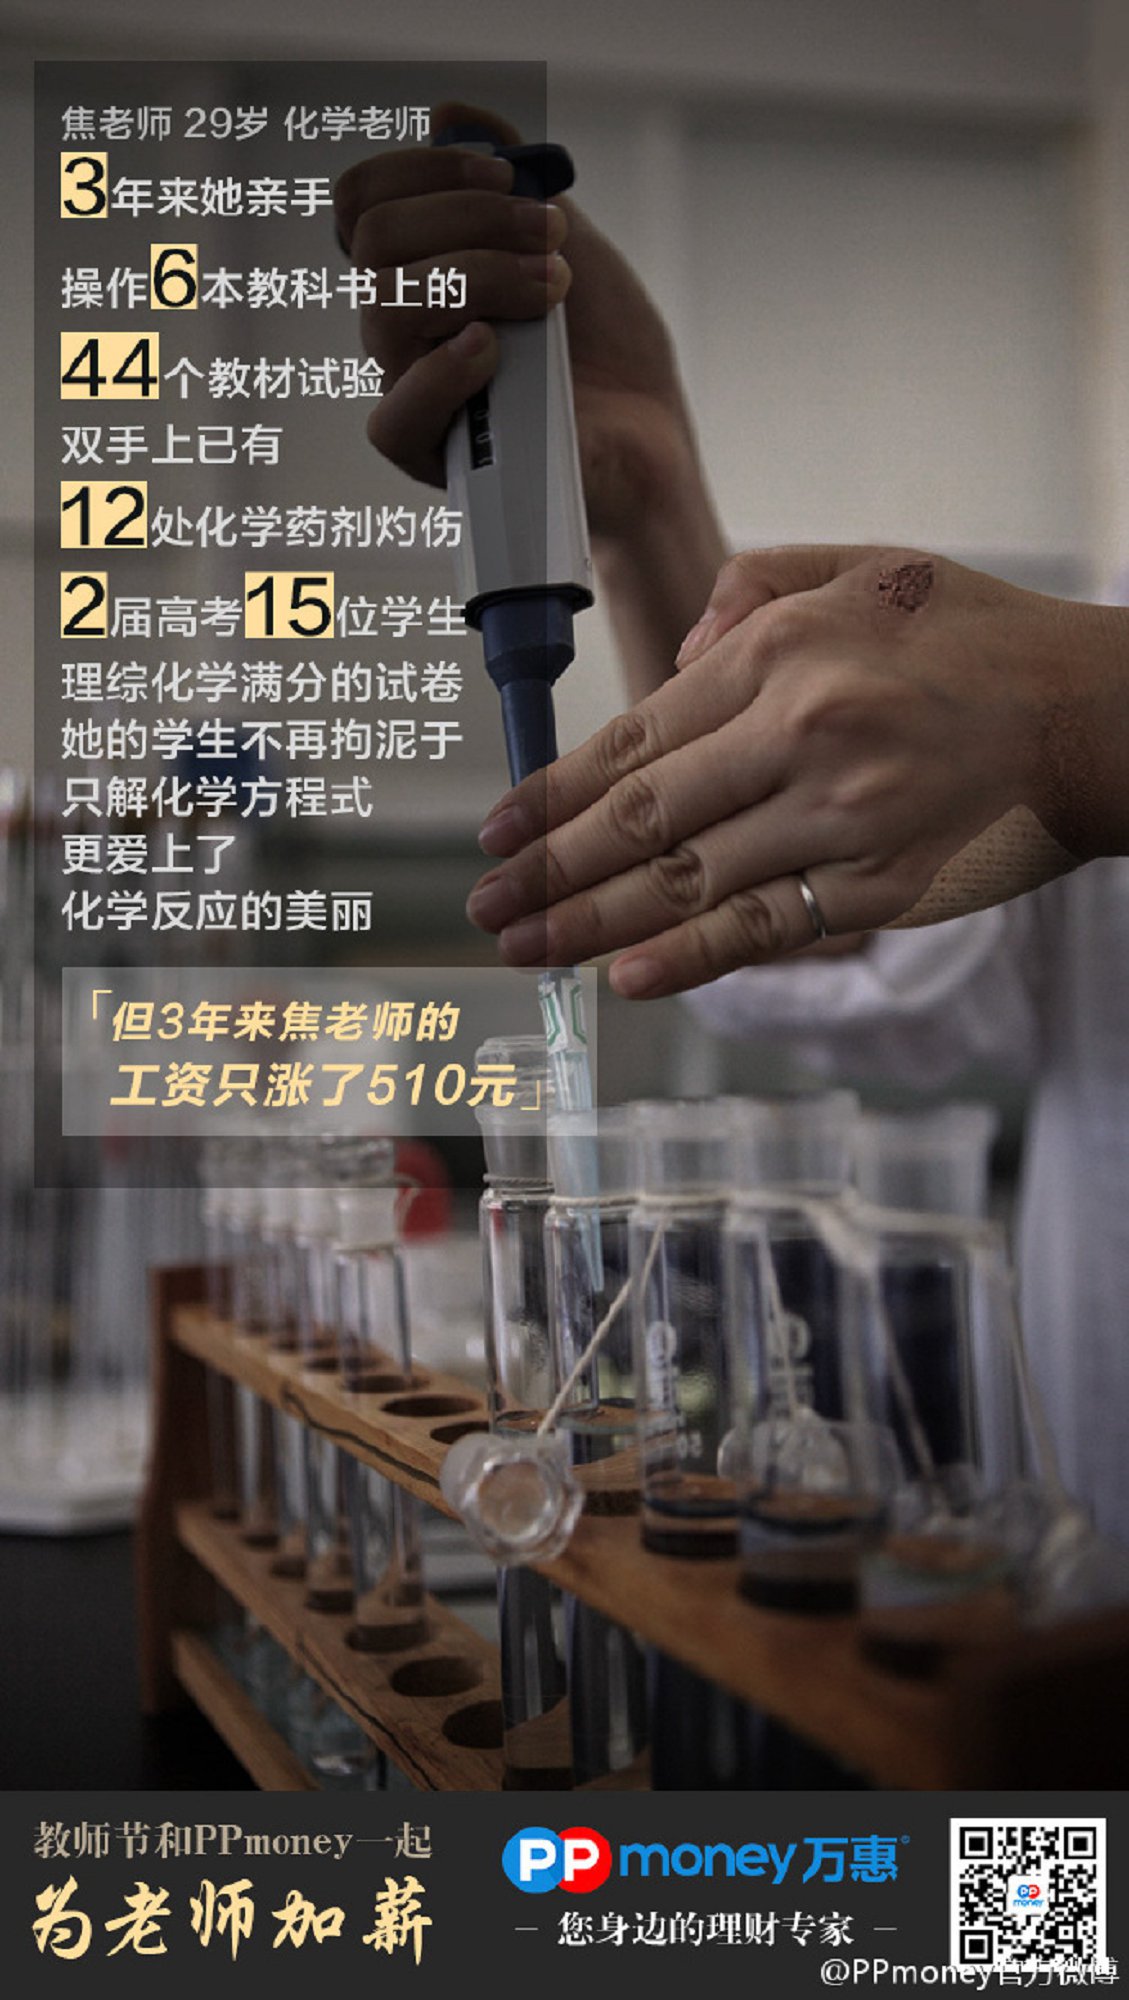 焦老师 29岁 化学老师
3年来她亲手
操作6本教科书上的
44个教材试验
双手上已有
12处化学药剂灼伤
2届高考15位学生
理综化学满分的试卷
她的学生不再拘泥于
只解化学方程式
更爱上了
化学反应的美丽
「但3年来焦老师的
工资只涨了510元」
教师节和PPmoney一起
为老师加薪
PPmoney万惠®
— 您身边的理财专家 —
PP
money
@PPmoney官方微博